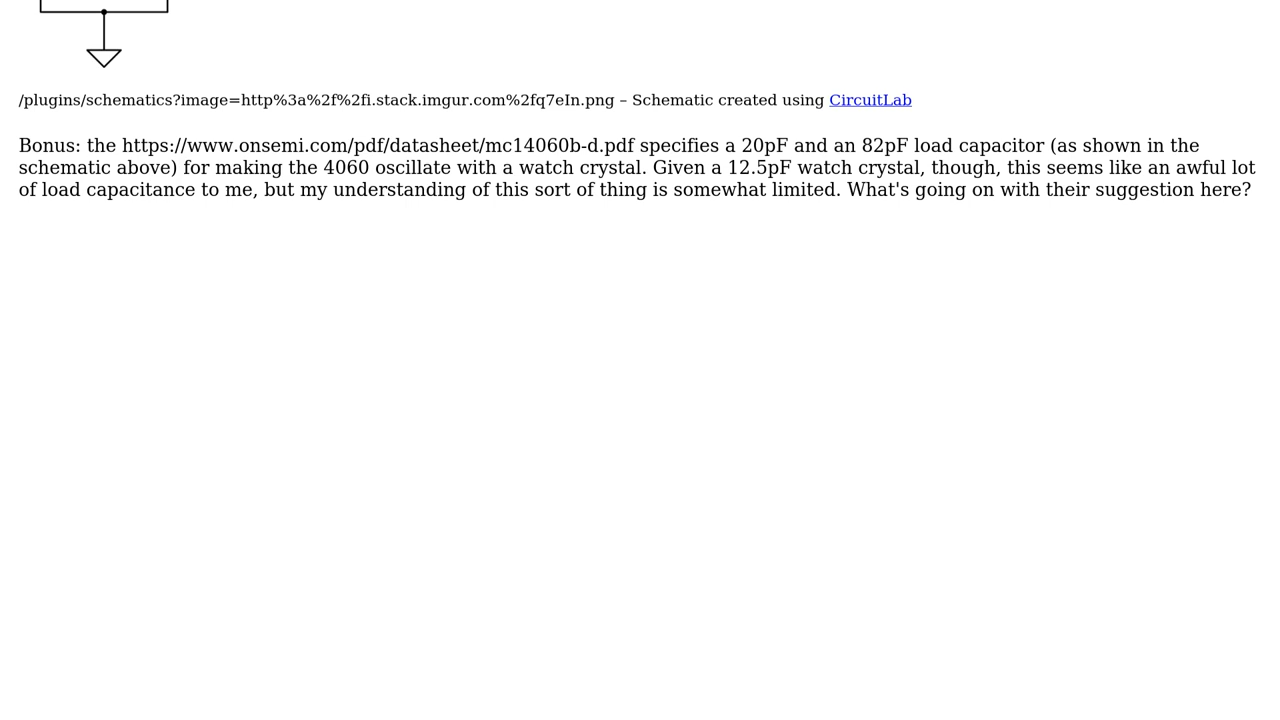 /plugins/schematics?image=http%3a%2f%2fi.stack.imgur.com%2fq7eIn.png – Schematic created using CircuitLab
Bonus: the https://www.onsemi.com/pdf/datasheet/mc14060b-d.pdf specifies a 20pF and an 82pF load capacitor (as shown in the
schematic above) for making the 4060 oscillate with a watch crystal. Given a 12.5pF watch crystal, though, this seems like an awful lot
of load capacitance to me, but my understanding of this sort of thing is somewhat limited. What's going on with their suggestion here?